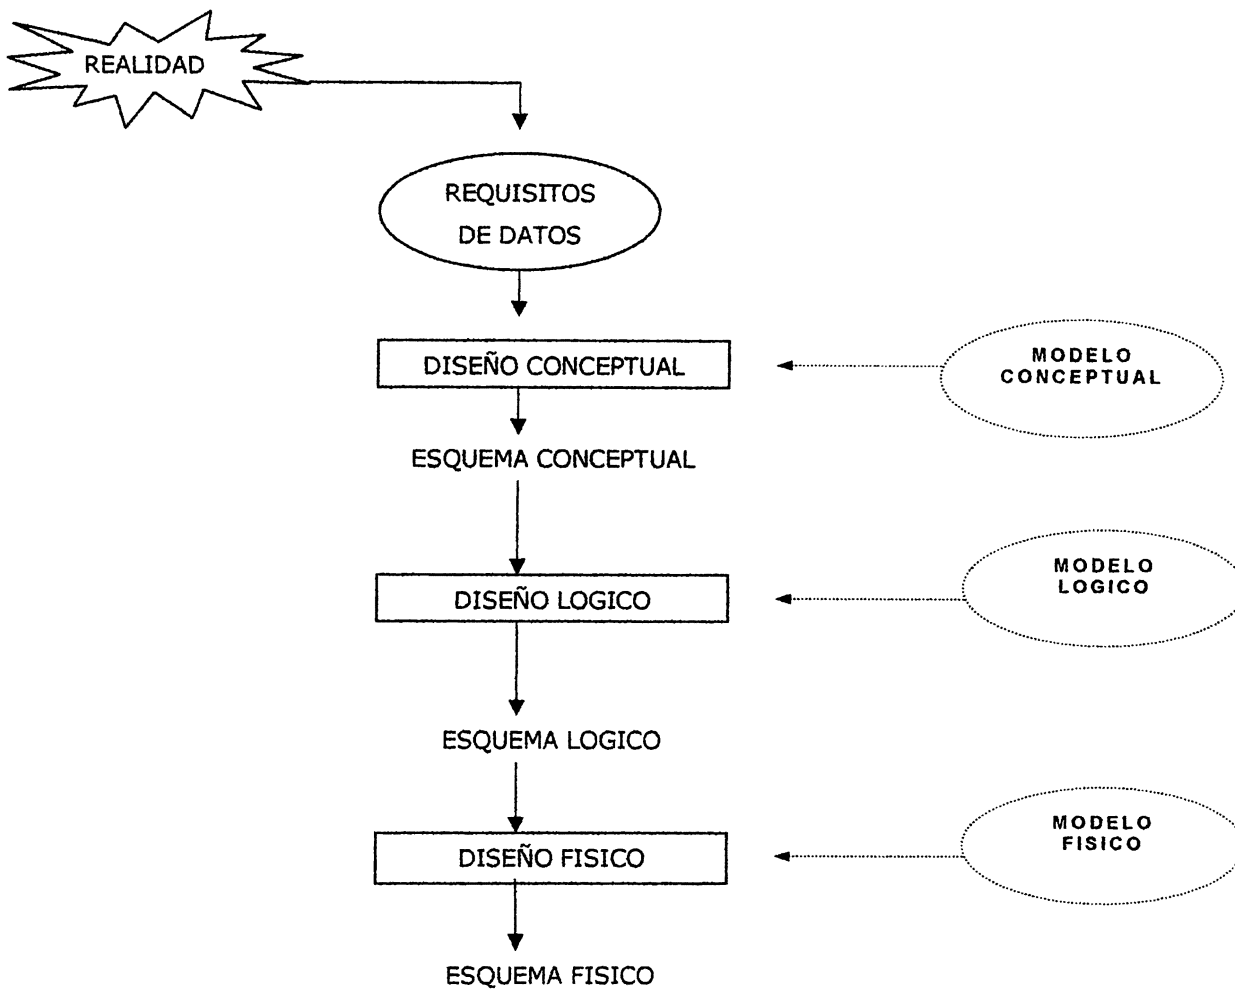 REALIDAD
REQUISITOS
DE DATOS
DISEÑO CONCEPTUAL
MODELO
CONCEPTUAL
ESQUEMA CONCEPTUAL
DISEÑO LOGICO
MODELO
LOGICO
ESQUEMA LOGICO
DISEÑO FISICO
MODELO
FISICO
ESQUEMA FISICO